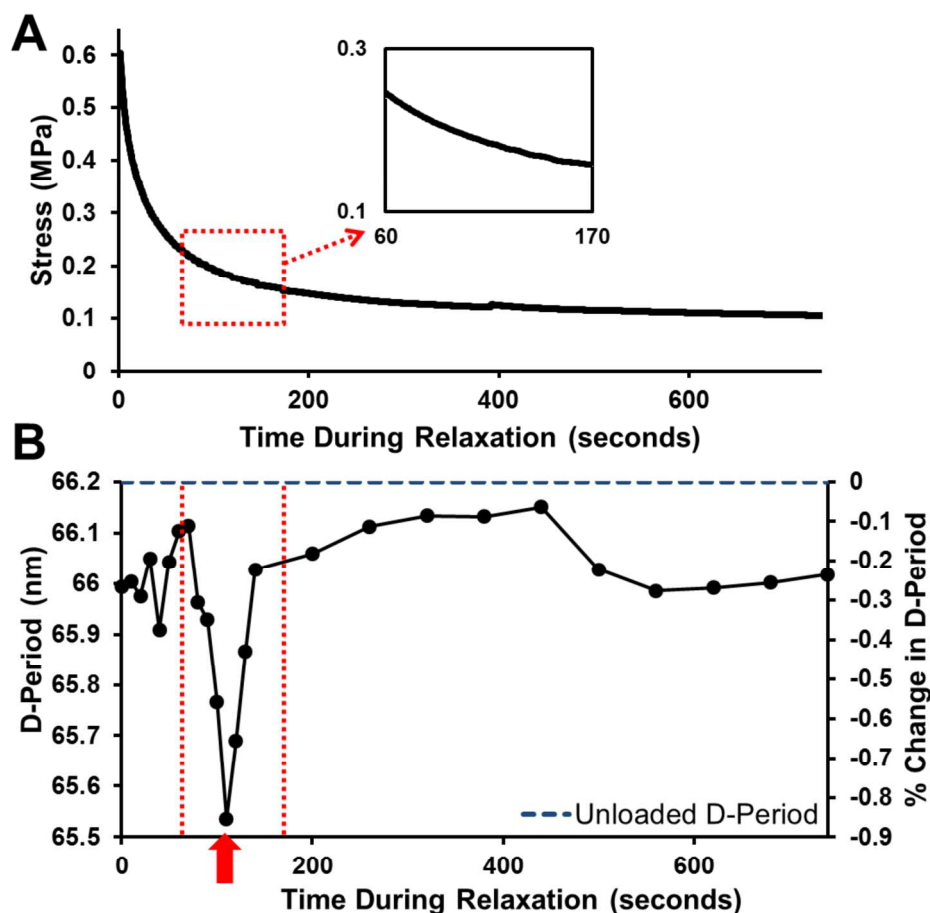 A
Stress (MPa)
0.6
0.5
0.4
0.3
0.2
0.1
0
0.3
0.1
60 170
0 200 400 600
Time During Relaxation (seconds)
B
D-Period (nm)
66.2
66.1
66
65.9
65.8
65.7
65.6
65.5
0
-0.1
-0.2
-0.3
-0.4
-0.5
-0.6
-0.7
-0.8
-0.9
% Change in D-Period
Unloaded D-Period
0 200 400 600
Time During Relaxation (seconds)